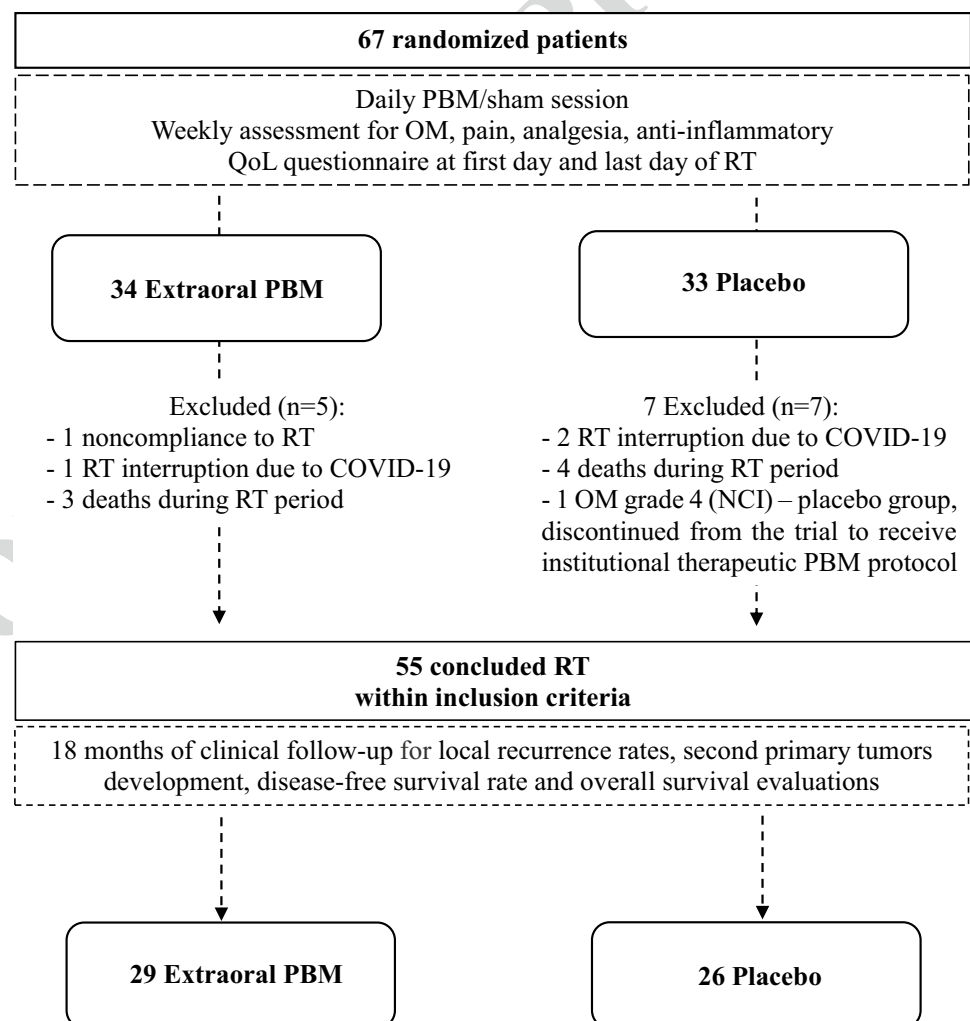 67 randomized patients
Daily PBM/sham session
Weekly assessment for OM, pain, analgesia, anti-inflammatory
QoL questionnaire at first day and last day of RT
34 Extraoral PBM
33 Placebo
Excluded (n=5):
- 1 noncompliance to RT
- 1 RT interruption due to COVID-19
- 3 deaths during RT period
7 Excluded (n=7):
- 2 RT interruption due to COVID-19
- 4 deaths during RT period
- 1 OM grade 4 (NCI) – placebo group,
discontinued from the trial to receive
institutional therapeutic PBM protocol
55 concluded RT
within inclusion criteria
18 months of clinical follow-up for local recurrence rates, second primary tumors
development, disease-free survival rate and overall survival evaluations
29 Extraoral PBM
26 Placebo